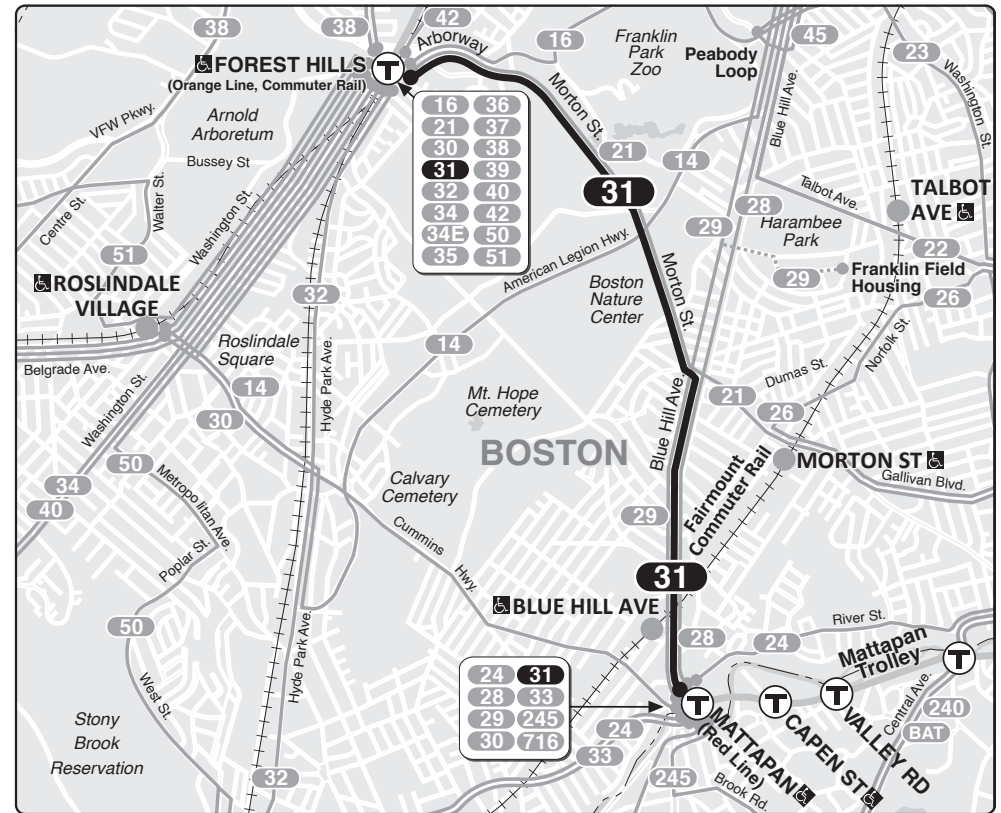 38
38
42
Arborway
16
Franklin
Park
Zoo
Peabody
Loop
45
23
Washington St.
FOREST HILLS
(Orange Line, Commuter Rail)
T
VFW Pkwy.
Arnold
Arboretum
Bussey St
Morton St.
Blue Hill Ave.
16 36
21 37
30 38
31 39
32 40
34 42
34E 50
35 51
21
14
31
Talbot Ave.
TALBOT
AVE
Centre St.
Walter St.
Washington St.
28
29
Harambee
Park
22
51
American Legion Hwy.
Morton St.
29
Franklin Field
Housing
26
ROSLINDALE
VILLAGE
32
Boston
Nature
Center
Norfolk St.
Roslindale
Square
14
Dumas St.
Belgrade Ave.
14
Hyde Park Ave.
Mt. Hope
Cemetery
Blue Hill Ave.
21
26
Washington St.
30
BOSTON
MORTON ST
50
34
40
Metropolitan Ave.
Calvary
Cemetery
Fairmount
Commuter Rail
Gallivan Blvd.
29
Cummins
Hwy.
Poplar St.
31
BLUE HILL AVE
50
Hyde Park Ave.
28
24
River St.
Mattapan
Trolley
T
West St.
24 31
28 33
29 245
30 716
T
T
T
Central Ave.
240
BAT
Stony
Brook
Reservation
24
33
MATTAPAN
(Red Line)
CAPEN ST
VALLEY RD
32
245
Brook Rd.